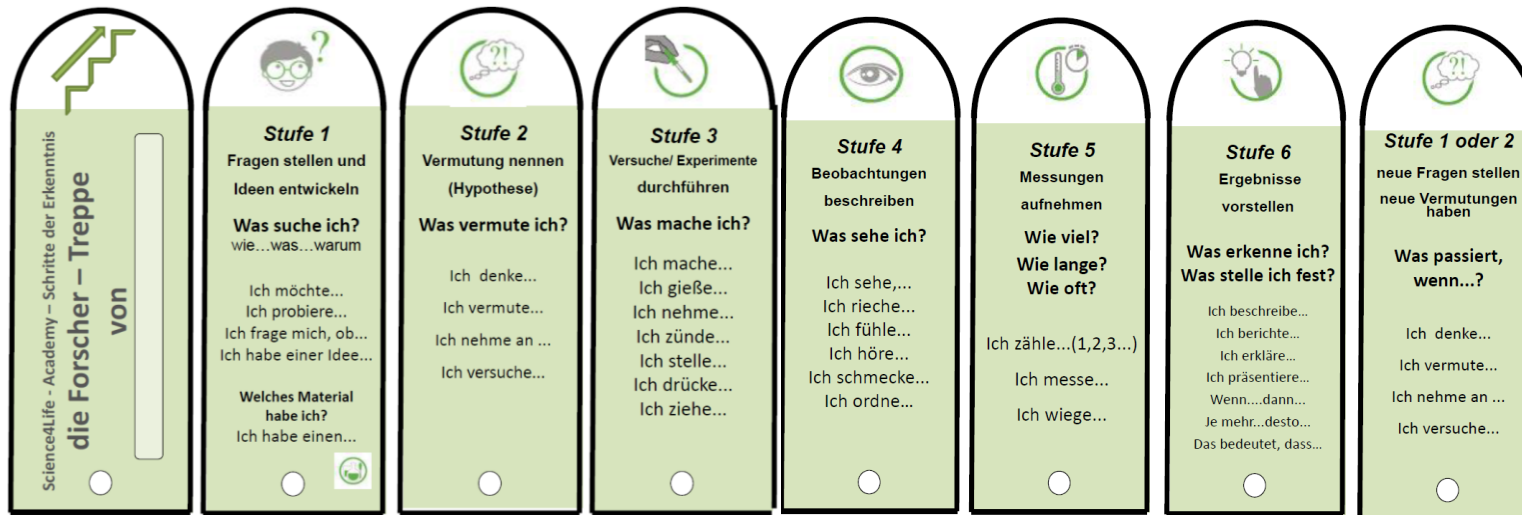 Science4Life - Academy – Schritte der Erkenntnis
die Forscher – Treppe
von
?
Stufe 1
Fragen stellen und
Ideen entwickeln
Was suche ich?
wie...was...warum
Ich möchte...
Ich probiere...
Ich frage mich, ob...
Ich habe einer Idee...
Welches Material
habe ich?
Ich habe einen...
?!
Stufe 2
Vermutung nennen
(Hypothese)
Was vermute ich?
Ich denke...
Ich vermute...
Ich nehme an ...
Ich versuche...
Stufe 3
Versuche/ Experimente
durchführen
Was mache ich?
Ich mache...
Ich gieße...
Ich nehme...
Ich zünde...
Ich stelle...
Ich drücke...
Ich ziehe...
Stufe 4
Beobachtungen
beschreiben
Was sehe ich?
Ich sehe,...
Ich rieche...
Ich fühle...
Ich höre...
Ich schmecke...
Ich ordne...
Stufe 5
Messungen
aufnehmen
Wie viel?
Wie lange?
Wie oft?
Ich zähle...(1,2,3...)
Ich messe...
Ich wiege...
Stufe 6
Ergebnisse
vorstellen
Was erkenne ich?
Was stelle ich fest?
Ich beschreibe...
Ich berichte...
Ich erkläre...
Ich präsentiere...
Wenn....dann...
Je mehr...desto...
Das bedeutet, dass...
?!
Stufe 1 oder 2
neue Fragen stellen
neue Vermutungen
haben
Was passiert,
wenn...?
Ich denke...
Ich vermute...
Ich nehme an ...
Ich versuche...